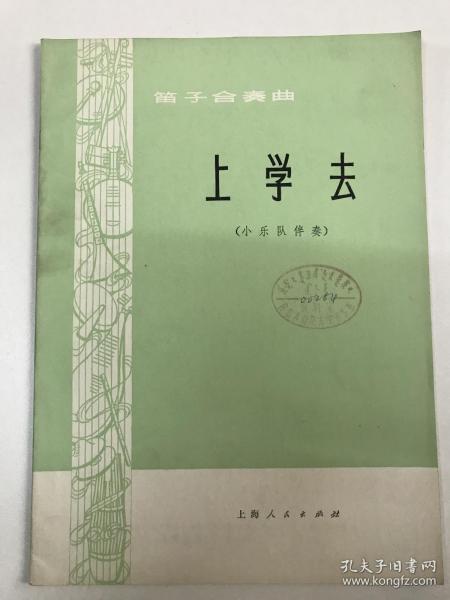 笛子合奏曲
上学去
(小乐队伴奏)
00284
上海人民出版社
孔夫子旧书网
www.kongfz.com